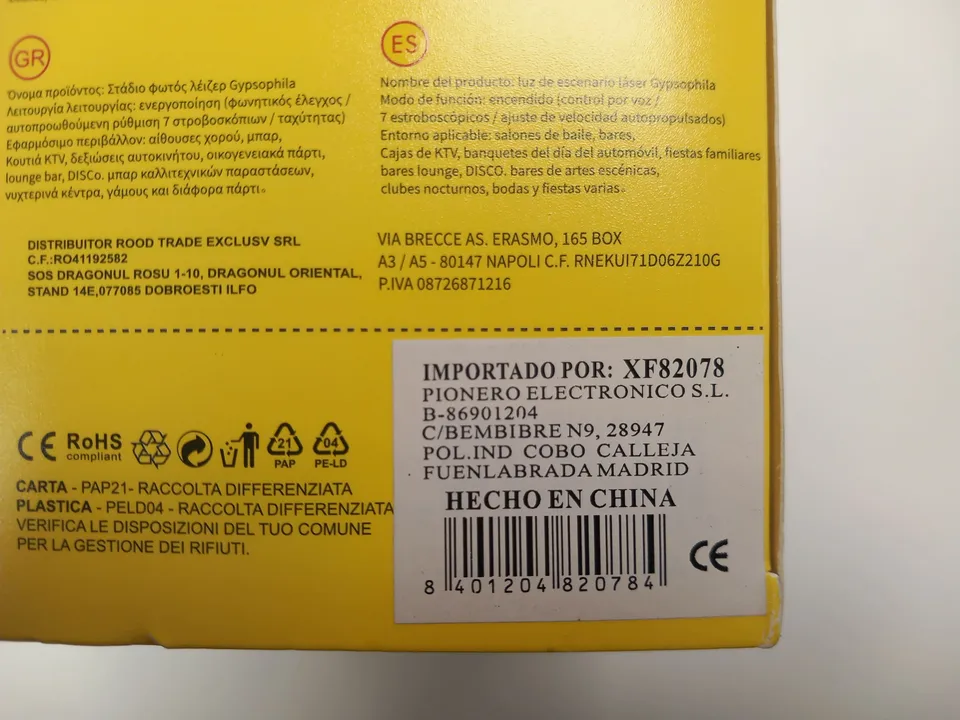 GR
Όνομα προϊόντος: Στάδιο φωτός λέιζερ Gypsophila
Λειτουργία λειτουργίας: ενεργοποίηση (φωνητικός έλεγχος /
αυτοπροωθούμενη ρύθμιση 7 στροβοσκόπιων / ταχύτητας)
Εφαρμόσιμο περιβάλλον: αίθουσες χορού, μπαρ,
Κουτιά KTV, δεξιώσεις αυτοκινήτου, οικογενειακά πάρτι,
lounge bar, DISCo. μπαρ καλλιτεχνικών παραστάσεων,
νυχτερινά κέντρα, γάμους και διάφορα πάρτι。
ES
Nombre del producto: luz de escenario láser Gypsophila
Modo de función: encendido (control por voz /
7 estroboscópicos / ajuste de velocidad autopropulsados)
Entorno aplicable: salones de baile, bares,
Cajas de KTV, banquetes del día del automóvil, fiestas familiares
bares lounge, DISCO. bares de artes escénicas,
clubes nocturnos, bodas y fiestas varias。
DISTRIBUITOR ROOD TRADE EXCLUSV SRL
C.F.:RO41192582
SOS DRAGONUL ROSU 1-10, DRAGONUL ORIENTAL,
STAND 14E,077085 DOBROESTI ILFO
VIA BRECCE AS. ERASMO, 165 BOX
A3 / A5 - 80147 NAPOLI C.F. RNEKUI71D06Z210G
P.IVA 08726871216
CE RoHS compliant 21 PAP 04 PE-LD
CARTA - PAP21- RACCOLTA DIFFERENZIATA
PLASTICA - PELD04 - RACCOLTA DIFFERENZIATA
VERIFICA LE DISPOSIZIONI DEL TUO COMUNE
PER LA GESTIONE DEI RIFIUTI.
IMPORTADO POR: XF82078
PIONERO ELECTRONICO S.L.
B-86901204
C/BEMBIBRE N9, 28947
POL.IND COBO CALLEJA
FUENLABRADA MADRID
HECHO EN CHINA
CE
8 401204 820784